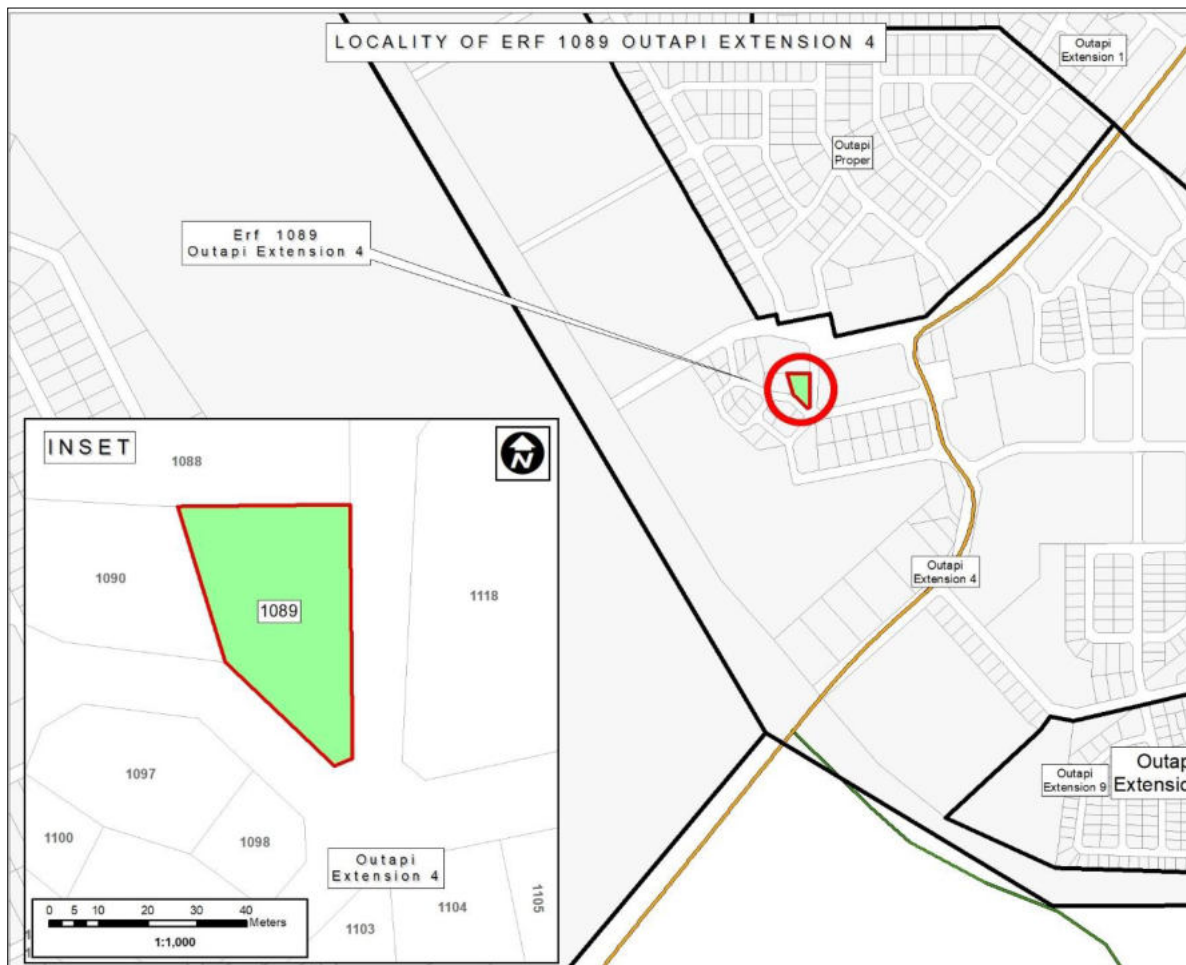 LOCALITY OF ERF 1089 OUTAPI EXTENSION 4
Outapi
Extension 1
Outapi
Proper
Erf 1089
Outapi Extension 4
Outapi
Extension 4
Outapi
Extension 9
Outap
Extensio
INSET
N
1088
1090
1089
1118
1097
1098
1100
Outapi
Extension 4
1103
1104
1105
0 5 10 20 30 40
Meters
1:1,000